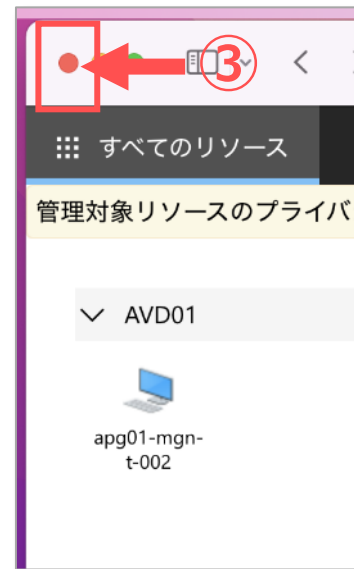 ③
すべてのリソース
管理対象リソースのプライバ
AVD01
apg01-mgn-
t-002